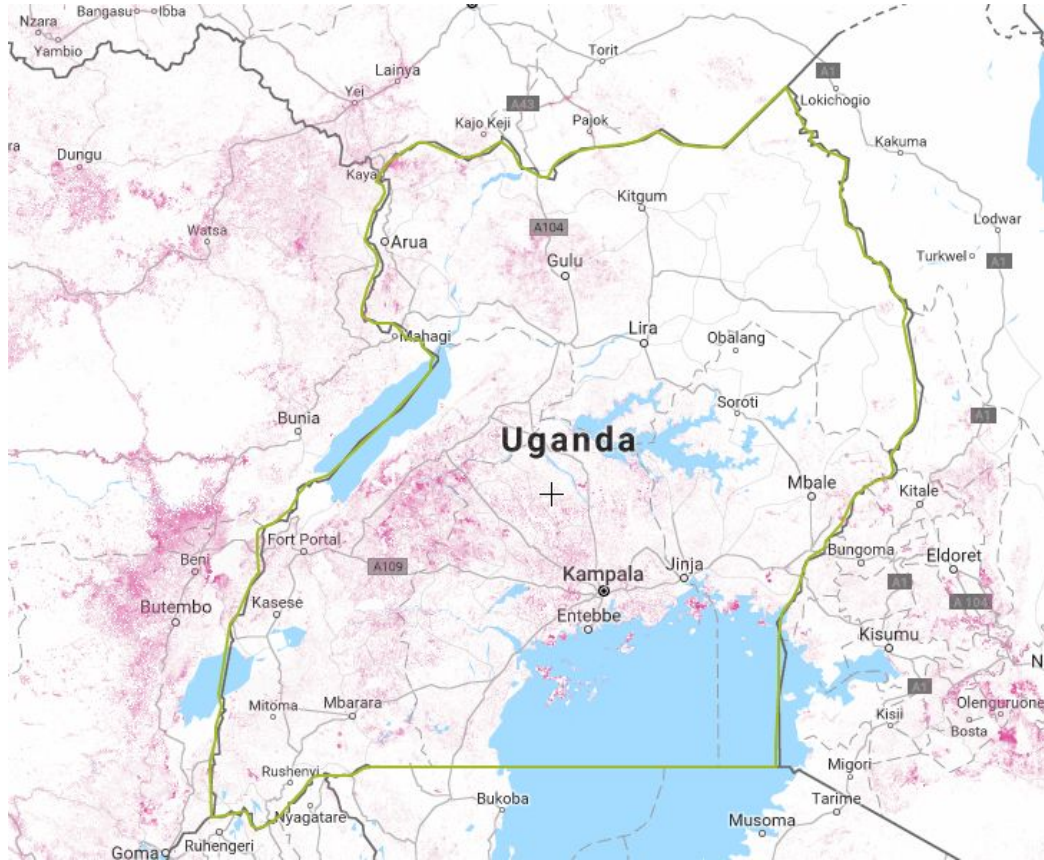 Bangasu
Ibba
Nzara
Yambio
Torit
Lainya
A1
Yei
Lokichogio
A43
Kajo Keji
Pajok
Kakuma
Dungu
Kaya
Kitgum
Lodwar
Watsa
A104
Arua
Turkwel
A1
Gulu
Mahagi
Lira
Obalang
Soroti
A1
Bunia
Uganda
Mbale
Kitale
Fort Portal
Bungoma
Eldoret
Beni
A109
Jinja
Kampala
A1
A 104
Butembo
Kasese
Entebbe
Kisumu
N
A1
Mitoma
Mbarara
Olenguruone
Kisii
Bosta
Rushenyi
Migori
Bukoba
Tarime
Nyagatare
Musoma
Ruhengeri
Goma